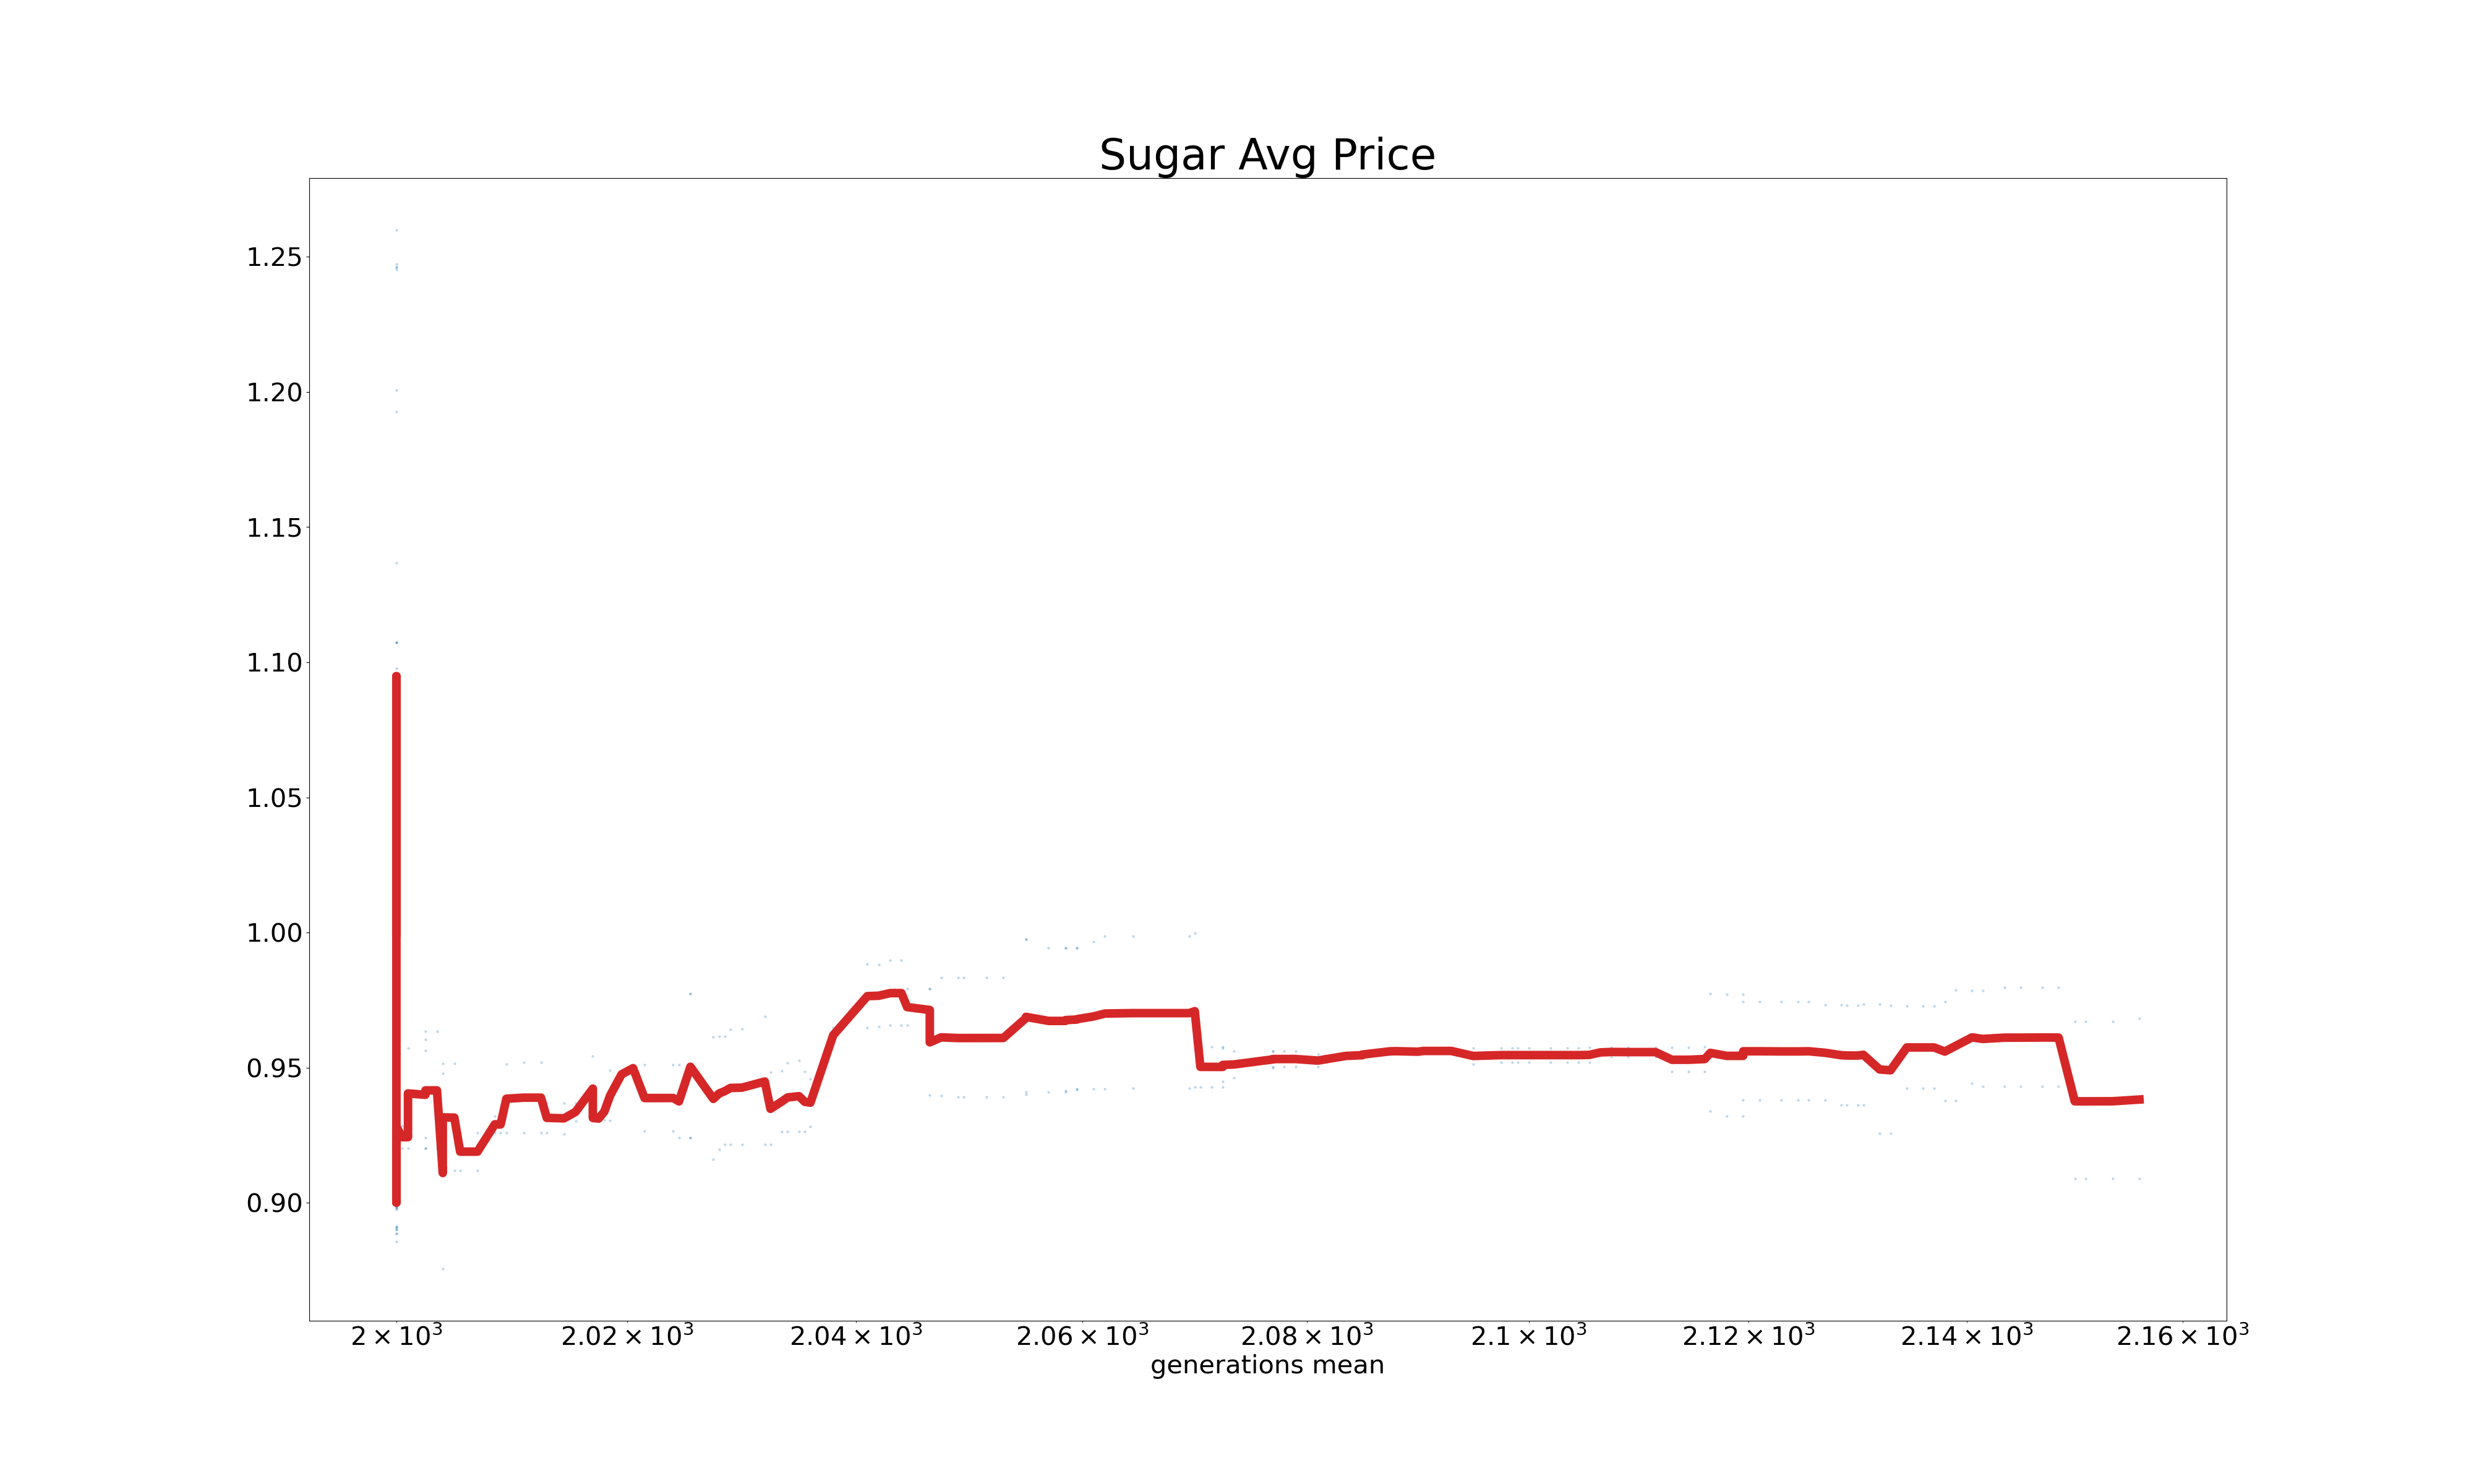 Sugar Avg Price
1.25
1.20
1.15
1.10
1.05
1.00
0.95
0.90
2 × 10³ 2.02 × 10³ 2.04 × 10³ 2.06 × 10³ 2.08 × 10³ 2.1 × 10³ 2.12 × 10³ 2.14 × 10³ 2.16 × 10³
generations mean